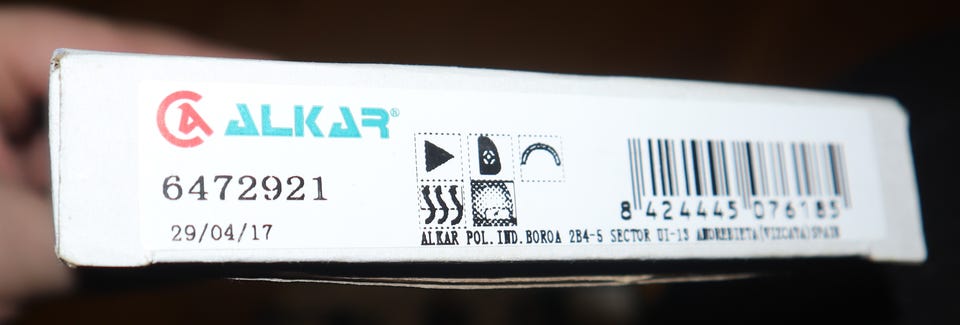 ALKAR®
6472921
29/04/17
8 424445 076185
ALKAR POL.IND.BOROA 2B4-5 SECTOR UI-13 (VIZCAYA)SPAIN